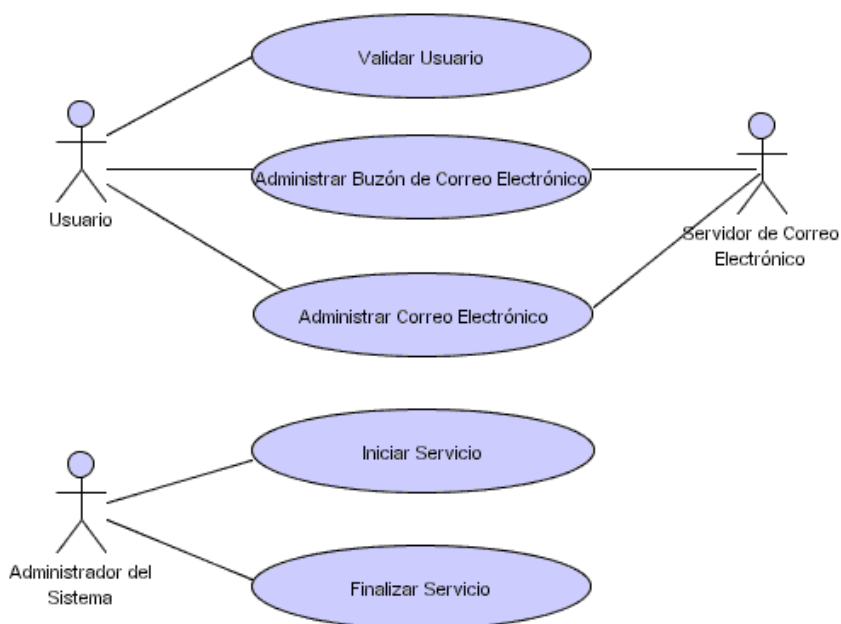 Validar Usuario
Administrar Buzón de Correo Electrónico
Usuario
Servidor de Correo
Electrónico
Administrar Correo Electrónico
Iniciar Servicio
Administrador del
Sistema
Finalizar Servicio